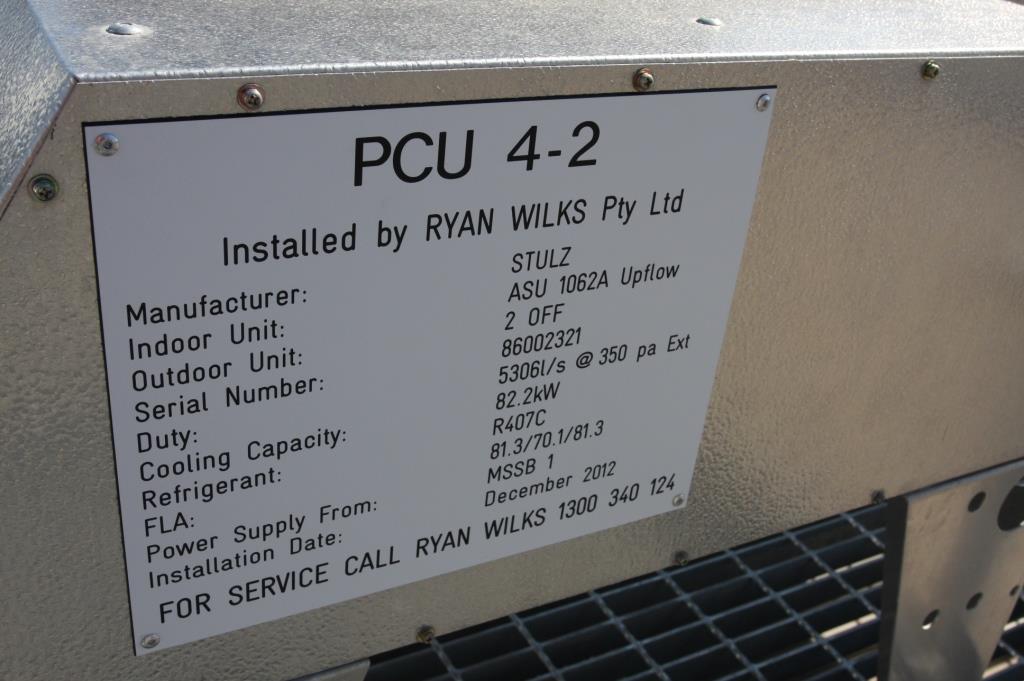 PCU 4-2
Installed by RYAN WILKS Pty Ltd
Manufacturer: STULZ
Indoor Unit: ASU 1062A Upflow
Outdoor Unit: 2 OFF
Serial Number: 86002321
Duty: 5306l/s @ 350 pa Ext
Cooling Capacity: 82.2kW
Refrigerant: R407C
FLA: 81.3/70.1/81.3
Power Supply From: MSSB 1
Installation Date: December 2012
FOR SERVICE CALL RYAN WILKS 1300 340 124